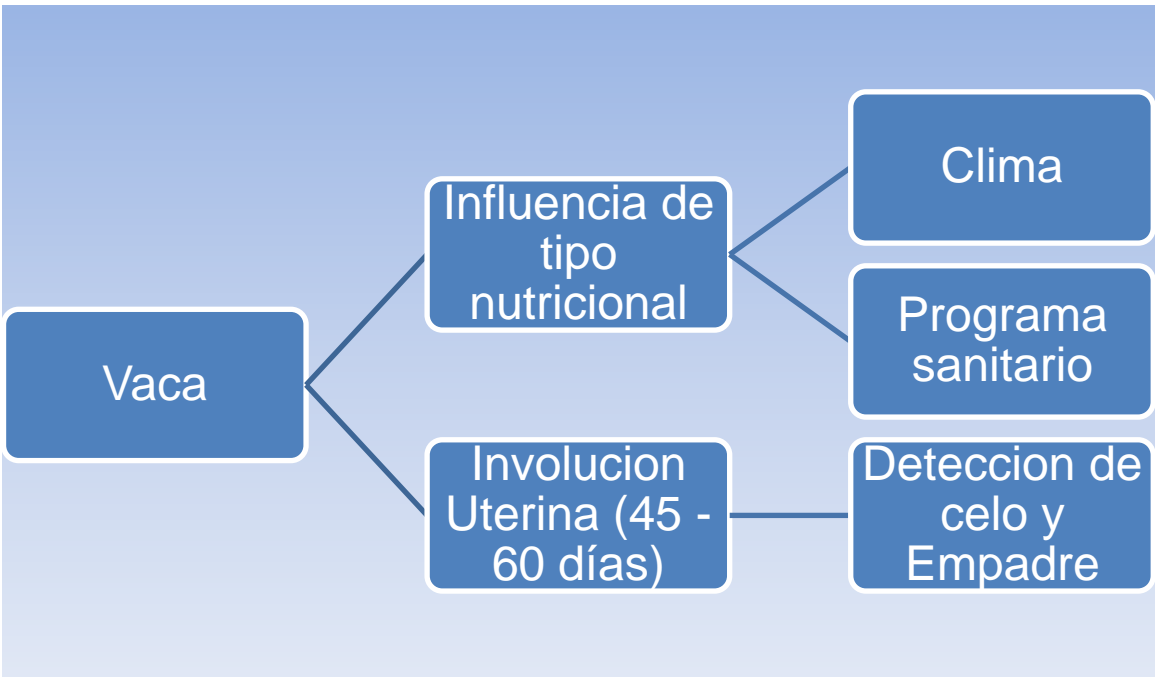 Vaca
Influencia de
tipo
nutricional
Involucion
Uterina (45 -
60 días)
Clima
Programa
sanitario
Deteccion de
celo y
Empadre